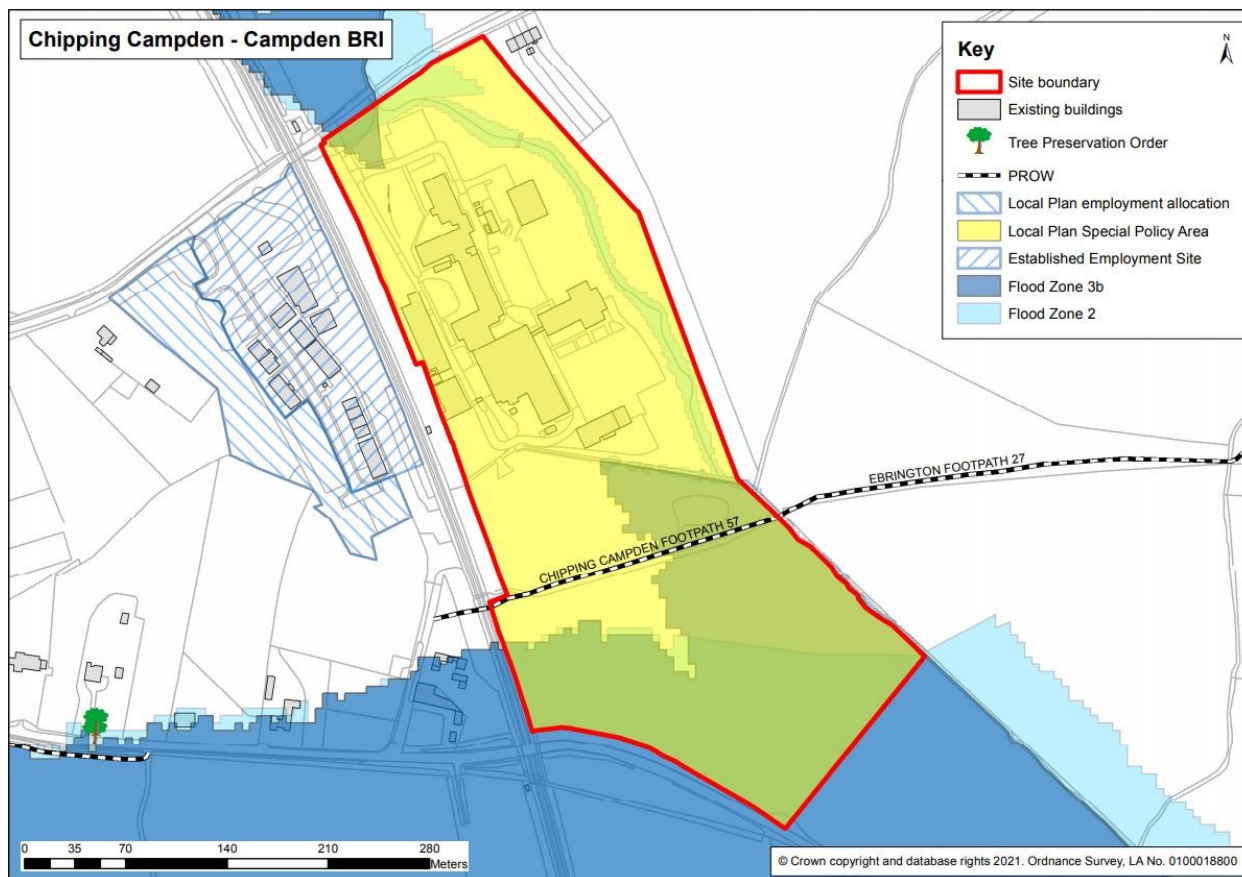 Chipping Campden - Campden BRI
Key
N
Site boundary
Existing buildings
Tree Preservation Order
PROW
Local Plan employment allocation
Local Plan Special Policy Area
Established Employment Site
Flood Zone 3b
Flood Zone 2
EBRINGTON FOOTPATH 27
CHIPPING CAMPDEN FOOTPATH 57
0 35 70 140 210 280
Meters
© Crown copyright and database rights 2021. Ordnance Survey, LA No. 0100018800